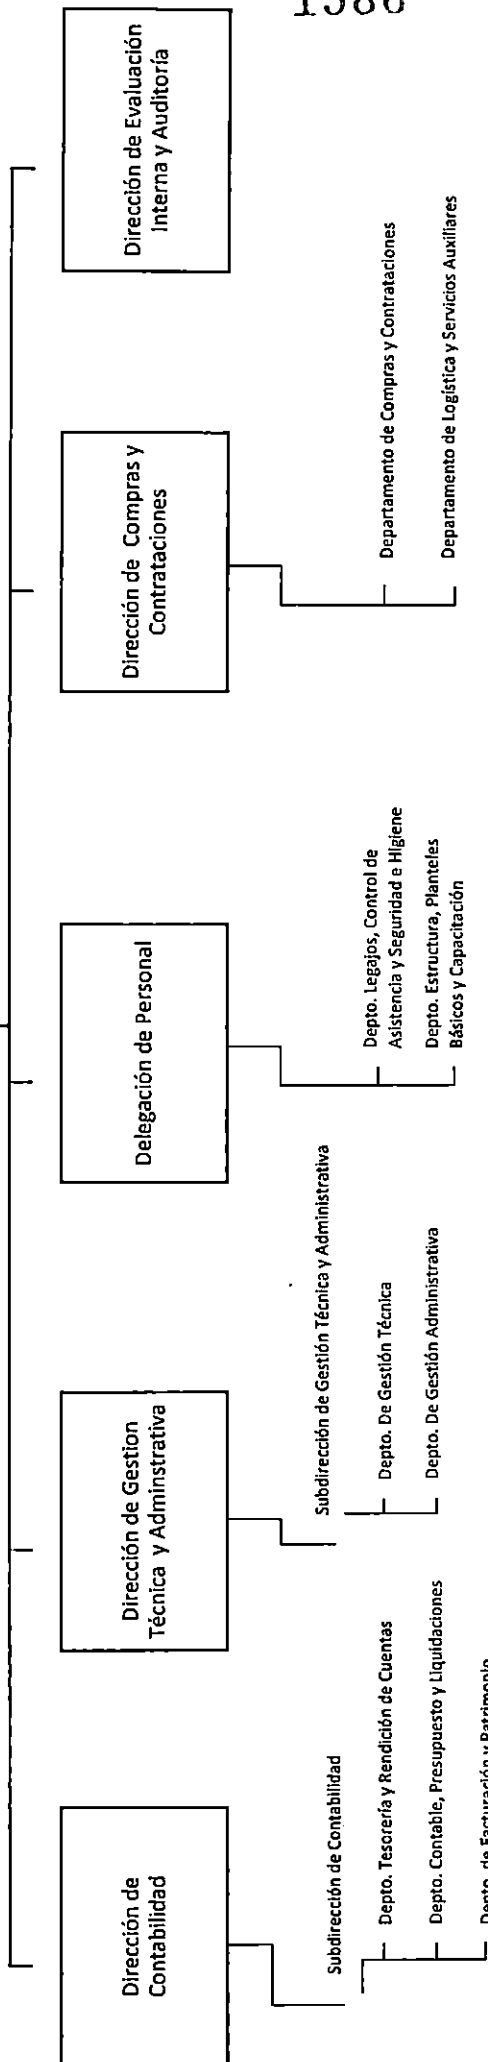 1586
Dirección de
Contabilidad
Subdirección de Contabilidad
Depto. Tesorería y Rendición de Cuentas
Depto. Contable, Presupuesto y Liquidaciones
Depto. de Facturación y Patrimonio
Dirección de Gestion
Técnica y Adminstrativa
Subdirección de Gestión Técnica y Administrativa
Depto. De Gestión Técnica
Depto. De Gestión Administrativa
Delegación de Personal
Depto. Legajos, Control de
Asistencia y Seguridad e Higiene
Depto. Estructura, Planteles
Básicos y Capacitación
Dirección de Compras y
Contrataciones
Departamento de Compras y Contrataciones
Departamento de Logística y Servicios Auxiliares
Dirección de Evaluación
Interna y Auditoría